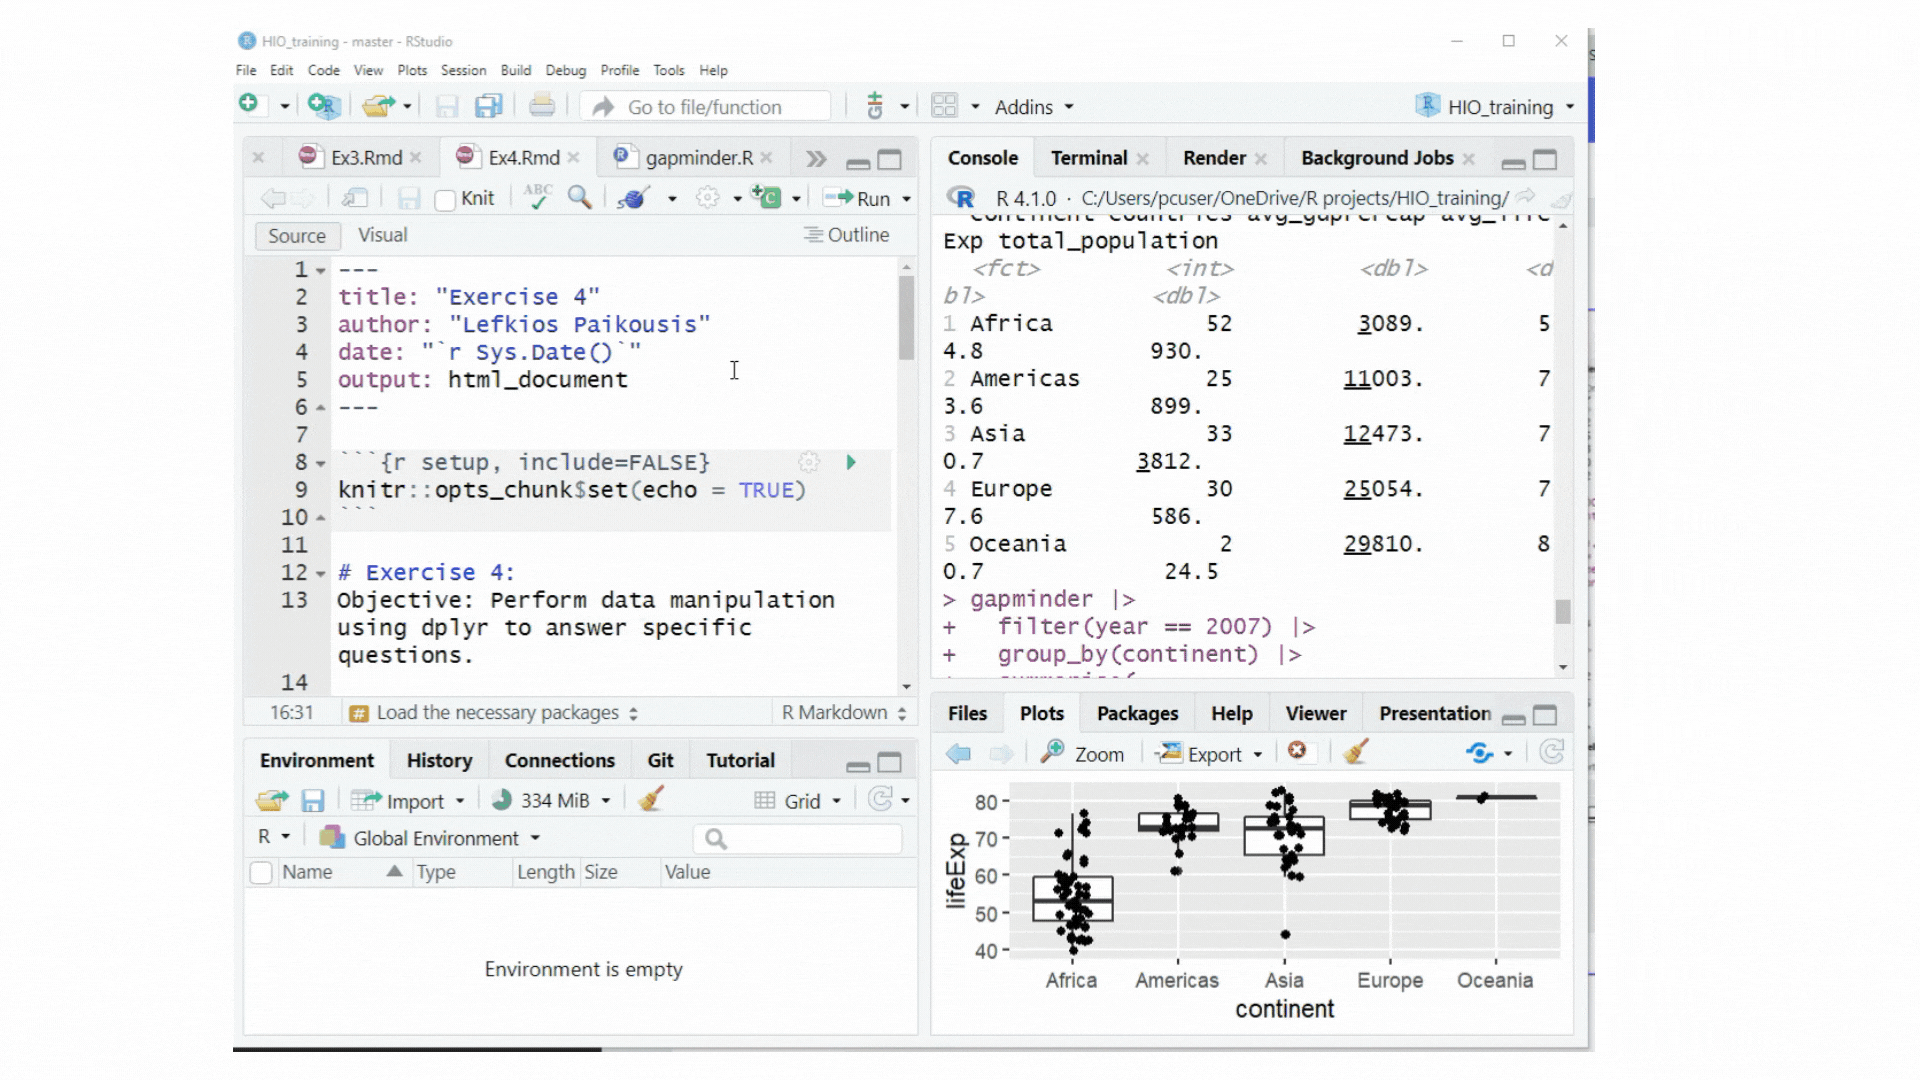 HIO_training - master - RStudio
File Edit Code View Plots Session Build Debug Profile Tools Help
Go to file/function
Addins
HIO_training
Ex3.Rmd
Ex4.Rmd
gapminder.R
Knit
ABC
Run
Source Visual
Outline
1 ---
2 title: "Exercise 4"
3 author: "Lefkios Paikousis"
4 date: "`r Sys.Date()`"
5 output: html_document
6 ---
7
8 ```{r setup, include=FALSE}
9 knitr::opts_chunk$set(echo = TRUE)
10 ```
11
12 # Exercise 4:
13 Objective: Perform data manipulation
using dplyr to answer specific
questions.
14
16:31
# Load the necessary packages
R Markdown
Environment History Connections Git Tutorial
Import
334 MiB
Grid
R
Global Environment
Name Type Length Size Value
Environment is empty
Console Terminal Render Background Jobs
R 4.1.0 · C:/Users/pcuser/OneDrive/R projects/HIO_training/
continent countries avg_gdpPercap avg_life
Exp total_population
<fct> <int> <dbl> <d
bl> <dbl>
1 Africa 52 3089. 5
4.8 930.
2 Americas 25 11003. 7
3.6 899.
3 Asia 33 12473. 7
0.7 3812.
4 Europe 30 25054. 7
7.6 586.
5 Oceania 2 29810. 8
0.7 24.5
> gapminder |>
+ filter(year == 2007) |>
+ group_by(continent) |>
+ summarise(
Files Plots Packages Help Viewer Presentation
Zoom
Export
80
70
60
50
40
lifeExp
Africa Americas Asia Europe Oceania
continent